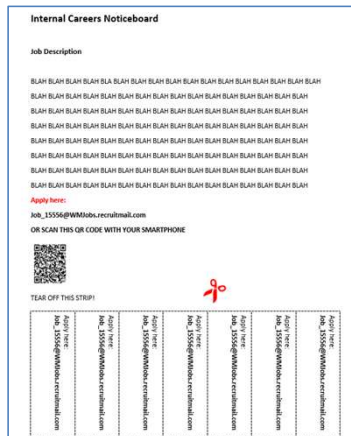 Internal Careers Noticeboard
Job Description
BLAH BLAH BLAH BLAH BLA BLAH BLAH BLAH BLAH BLAH BLAH BLAH BLAH BLAH BLAH BLAH BLAH
BLAH BLAH BLAH BLAH BLAH BLAH BLAH BLAH BLAH BLAH BLAH BLAH BLAH BLAH BLAH BLAH
BLAH BLAH BLAH BLAH BLAH BLAH BLAH BLAH BLAH BLAH BLAH BLAH BLAH BLAH BLAH BLAH
BLAH BLAH BLAH BLAH BLAH BLAH BLAH BLAH BLAH BLAH BLAH BLAH BLAH BLAH BLAH BLAH
BLAH BLAH BLAH BLAH BLAH BLAH BLAH BLAH BLAH BLAH BLAH BLAH BLAH BLAH BLAH BLAH
BLAH BLAH BLAH BLAH BLAH BLAH BLAH BLAH BLAH BLAH BLAH BLAH BLAH BLAH BLAH BLAH
BLAH BLAH BLAH BLAH BLAH BLAH BLAH BLAH BLAH BLAH BLAH BLAH BLAH BLAH BLAH BLAH
BLAH BLAH BLAH BLAH BLAH BLAH BLAH BLAH BLAH BLAH BLAH BLAH BLAH BLAH BLAH BLAH
Apply here:
Job_15556@WMJobs.recruitmail.com
OR SCAN THIS QR CODE WITH YOUR SMARTPHONE
TEAR OFF THIS STRIP!
Apply here:
Job_15556@WMJobs.recruitmail.com
Apply here:
Job_15556@WMJobs.recruitmail.com
Apply here:
Job_15556@WMJobs.recruitmail.com
Apply here:
Job_15556@WMJobs.recruitmail.com
Apply here:
Job_15556@WMJobs.recruitmail.com
Apply here:
Job_15556@WMJobs.recruitmail.com
Apply here:
Job_15556@WMJobs.recruitmail.com